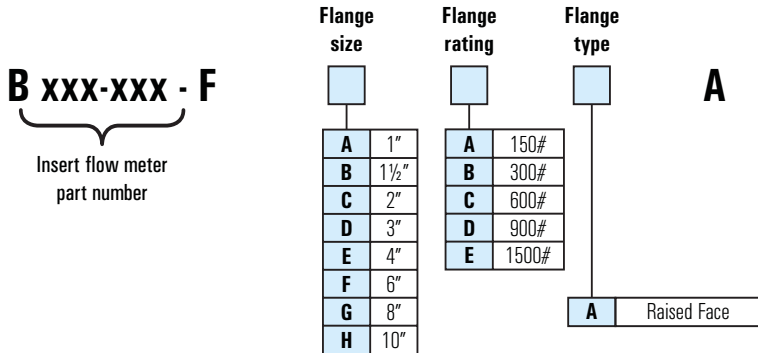 Flange size
Flange rating
Flange type
B xxx-xxx - F
A
Insert flow meter
part number
A 1"
B 1½"
C 2"
D 3"
E 4"
F 6"
G 8"
H 10"
A 150#
B 300#
C 600#
D 900#
E 1500#
A Raised Face